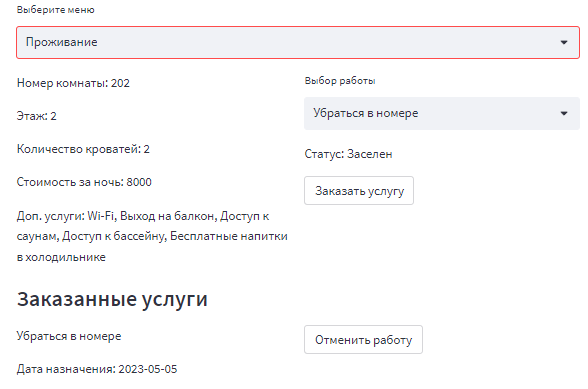 Выберите меню
Проживание
Номер комнаты: 202
Этаж: 2
Количество кроватей: 2
Стоимость за ночь: 8000
Доп. услуги: Wi-Fi, Выход на балкон, Доступ к
саунам, Доступ к бассейну, Бесплатные напитки
в холодильнике
Выбор работы
Убраться в номере
Статус: Заселен
Заказать услугу
Заказанные услуги
Убраться в номере
Отменить работу
Дата назначения: 2023-05-05